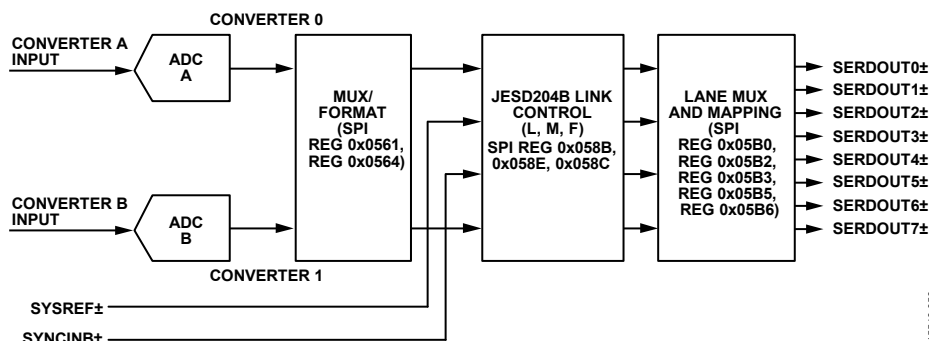 CONVERTER 0
CONVERTER A
INPUT
ADC
A
MUX/
FORMAT
(SPI
REG 0x0561,
REG 0x0564)
JESD204B LINK
CONTROL
(L, M, F)
SPI REG 0x058B,
0x058E, 0x058C
LANE MUX
AND MAPPING
(SPI
REG 0x05B0,
REG 0x05B2,
REG 0x05B3,
REG 0x05B5,
REG 0x05B6)
SERDOUT0±
SERDOUT1±
SERDOUT2±
SERDOUT3±
SERDOUT4±
SERDOUT5±
SERDOUT6±
SERDOUT7±
CONVERTER B
INPUT
ADC
B
CONVERTER 1
SYSREF±
SYNCINB±